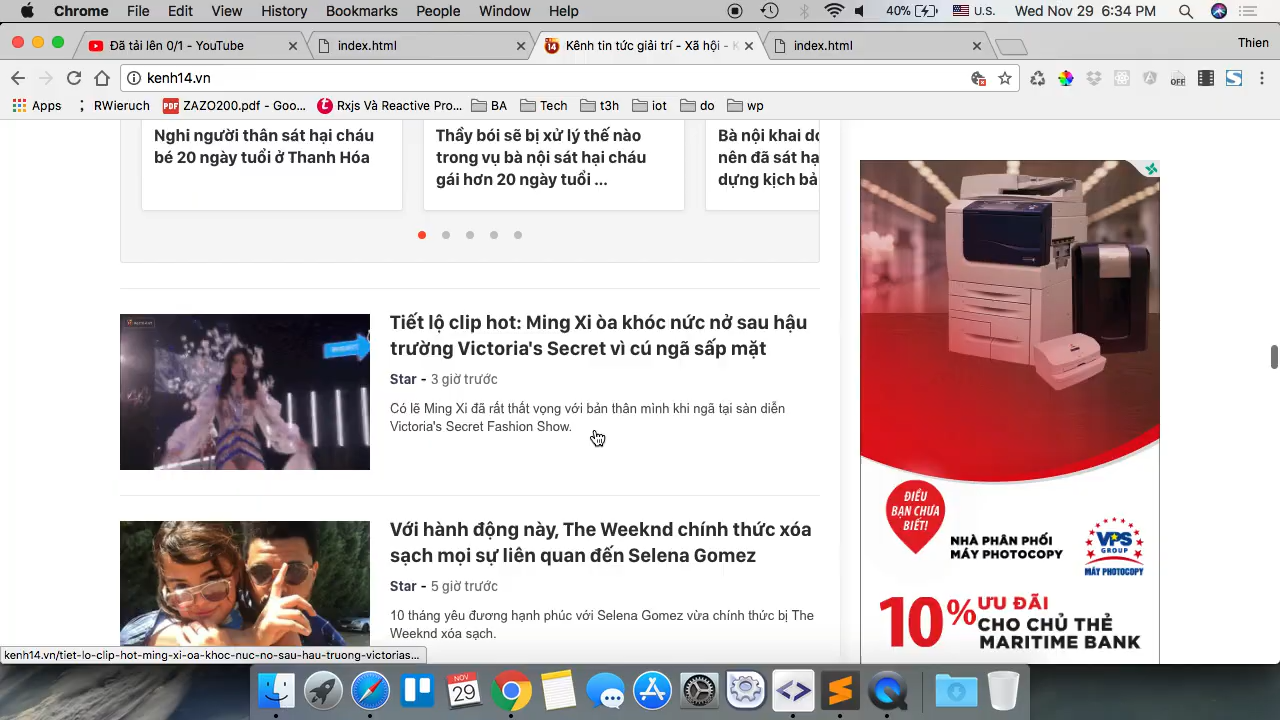 Chrome File Edit View History Bookmarks People Window Help 40% U.S. Wed Nov 29 6:34 PM
Đã tải lên 0/1 - YouTube index.html Kênh tin tức giải trí - Xã hội - K index.html Thien
kenh14.vn OFF
Apps RWieruch PDF ZAZO200.pdf - Goo... Rxjs Và Reactive Pro... BA Tech t3h iot do wp
Nghi người thân sát hại cháu
bé 20 ngày tuổi ở Thanh Hóa
Thầy bói sẽ bị xử lý thế nào
trong vụ bà nội sát hại cháu
gái hơn 20 ngày tuổi ...
Bà nội khai do
nên đã sát hạ
dựng kịch bả
Tiết lộ clip hot: Ming Xi òa khóc nức nở sau hậu
trường Victoria's Secret vì cú ngã sấp mặt
Star - 3 giờ trước
Có lẽ Ming Xi đã rất thất vọng với bản thân mình khi ngã tại sàn diễn
Victoria's Secret Fashion Show.
Với hành động này, The Weeknd chính thức xóa
sạch mọi sự liên quan đến Selena Gomez
Star - 5 giờ trước
10 tháng yêu đương hạnh phúc với Selena Gomez vừa chính thức bị The
Weeknd xóa sạch.
ĐIỀU
BẠN CHƯA
BIẾT!
NHÀ PHÂN PHỐI
MÁY PHOTOCOPY
VPS
GROUP
MÁY PHOTOCOPY
10% ƯU ĐÃI
CHO CHỦ THẺ
MARITIME BANK
kenh14.vn/tiet-lo-clip-hot-ming-xi-oa-khoc-nuc-no-sau-hau-truong-victorias...
NOV
29